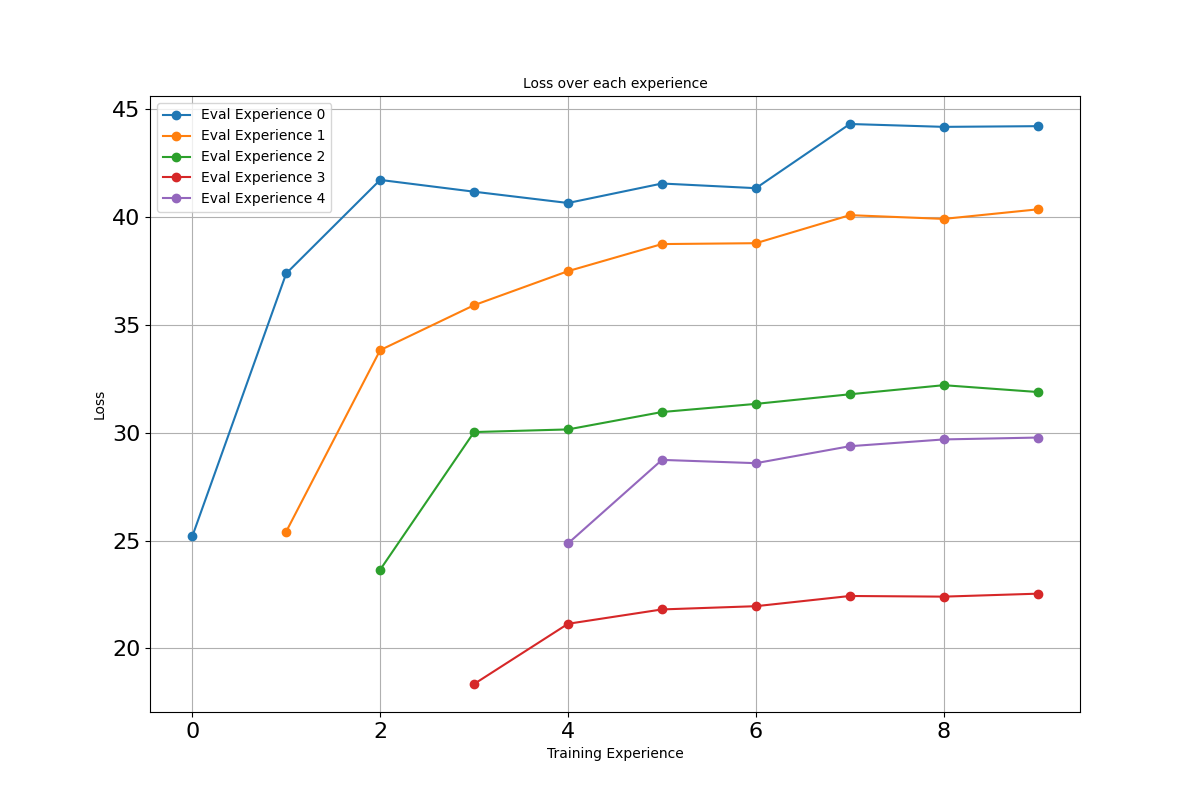 Loss over each experience
Eval Experience 0
Eval Experience 1
Eval Experience 2
Eval Experience 3
Eval Experience 4
45
40
35
30
25
20
Loss
0 2 4 6 8
Training Experience